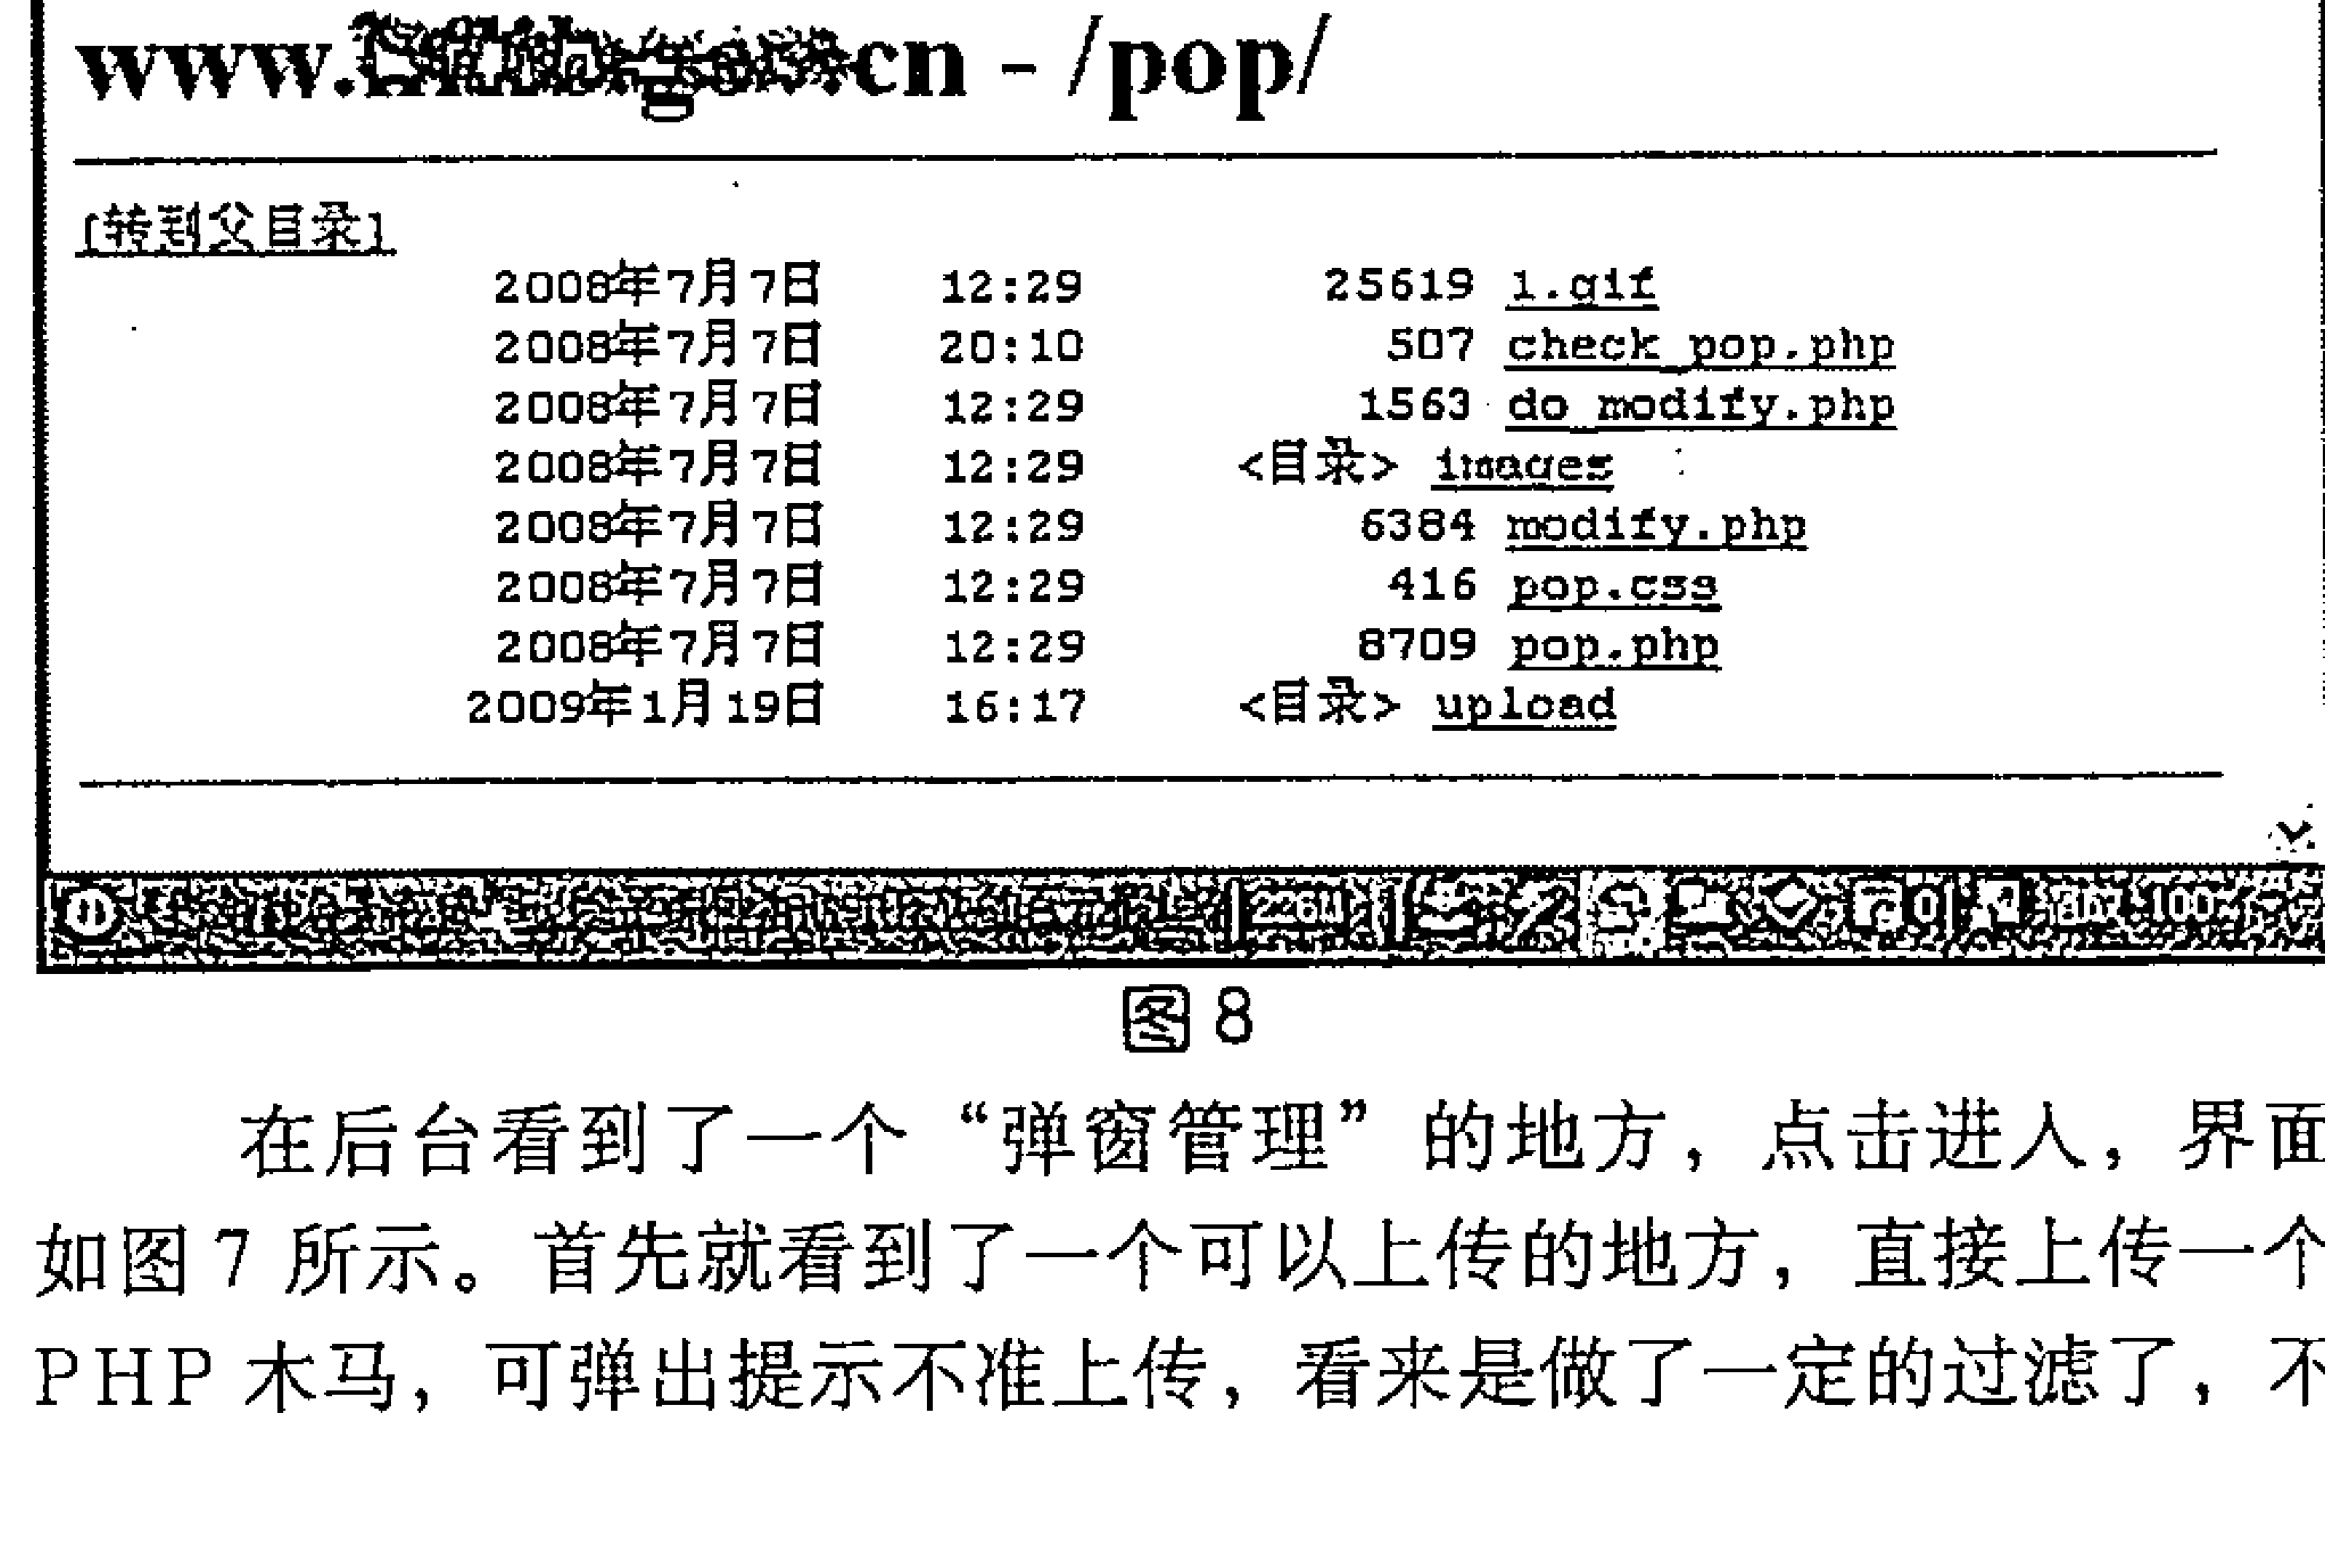 www. .cn - /pop/
[转到父目录]
2008年7月7日 12:29 25619 1.gif
2008年7月7日 20:10 507 check_pop.php
2008年7月7日 12:29 1563 do_modify.php
2008年7月7日 12:29 <目录> images
2008年7月7日 12:29 6384 modify.php
2008年7月7日 12:29 416 pop.css
2008年7月7日 12:29 8709 pop.php
2009年1月19日 16:17 <目录> upload
226M 100%
图 8
在后台看到了一个“弹窗管理”的地方，点击进入，界面
如图 7 所示。首先就看到了一个可以上传的地方，直接上传一个
PHP 木马，可弹出提示不准上传，看来是做了一定的过滤了，不